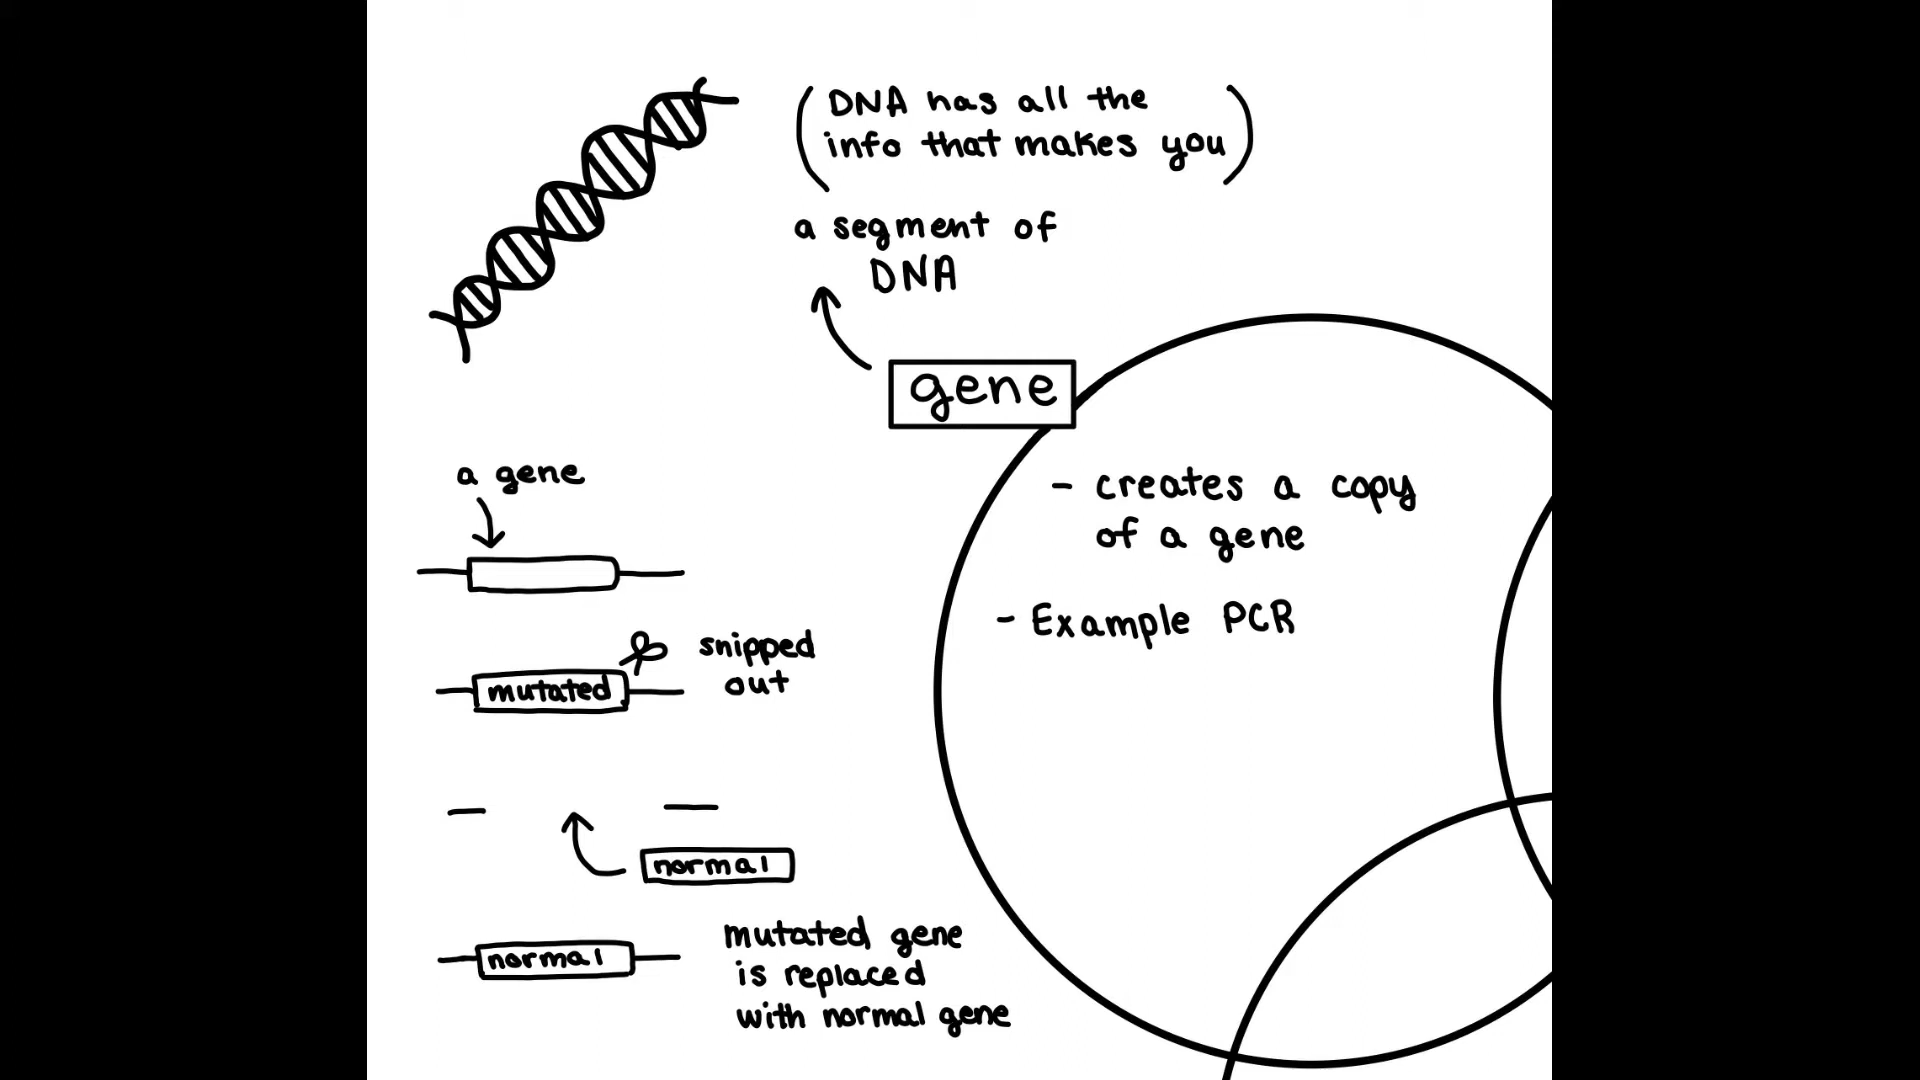 (DNA has all the
info that makes you)
a segment of
DNA
gene
a gene
mutated
snipped
out
normal
normal
mutated gene
is replaced
with normal gene
- creates a copy
of a gene
- Example PCR